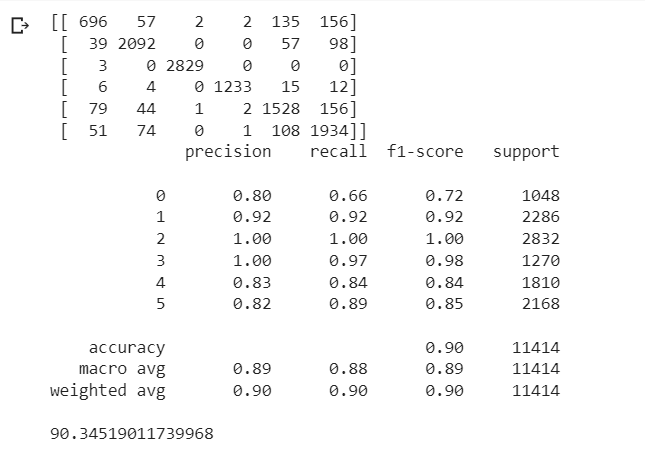 [[ 696 57 2 2 135 156]
[ 39 2092 0 0 57 98]
[ 3 0 2829 0 0 0]
[ 6 4 0 1233 15 12]
[ 79 44 1 2 1528 156]
[ 51 74 0 1 108 1934]]
precision recall f1-score support
0 0.80 0.66 0.72 1048
1 0.92 0.92 0.92 2286
2 1.00 1.00 1.00 2832
3 1.00 0.97 0.98 1270
4 0.83 0.84 0.84 1810
5 0.82 0.89 0.85 2168
accuracy 0.90 11414
macro avg 0.89 0.88 0.89 11414
weighted avg 0.90 0.90 0.90 11414
90.34519011739968